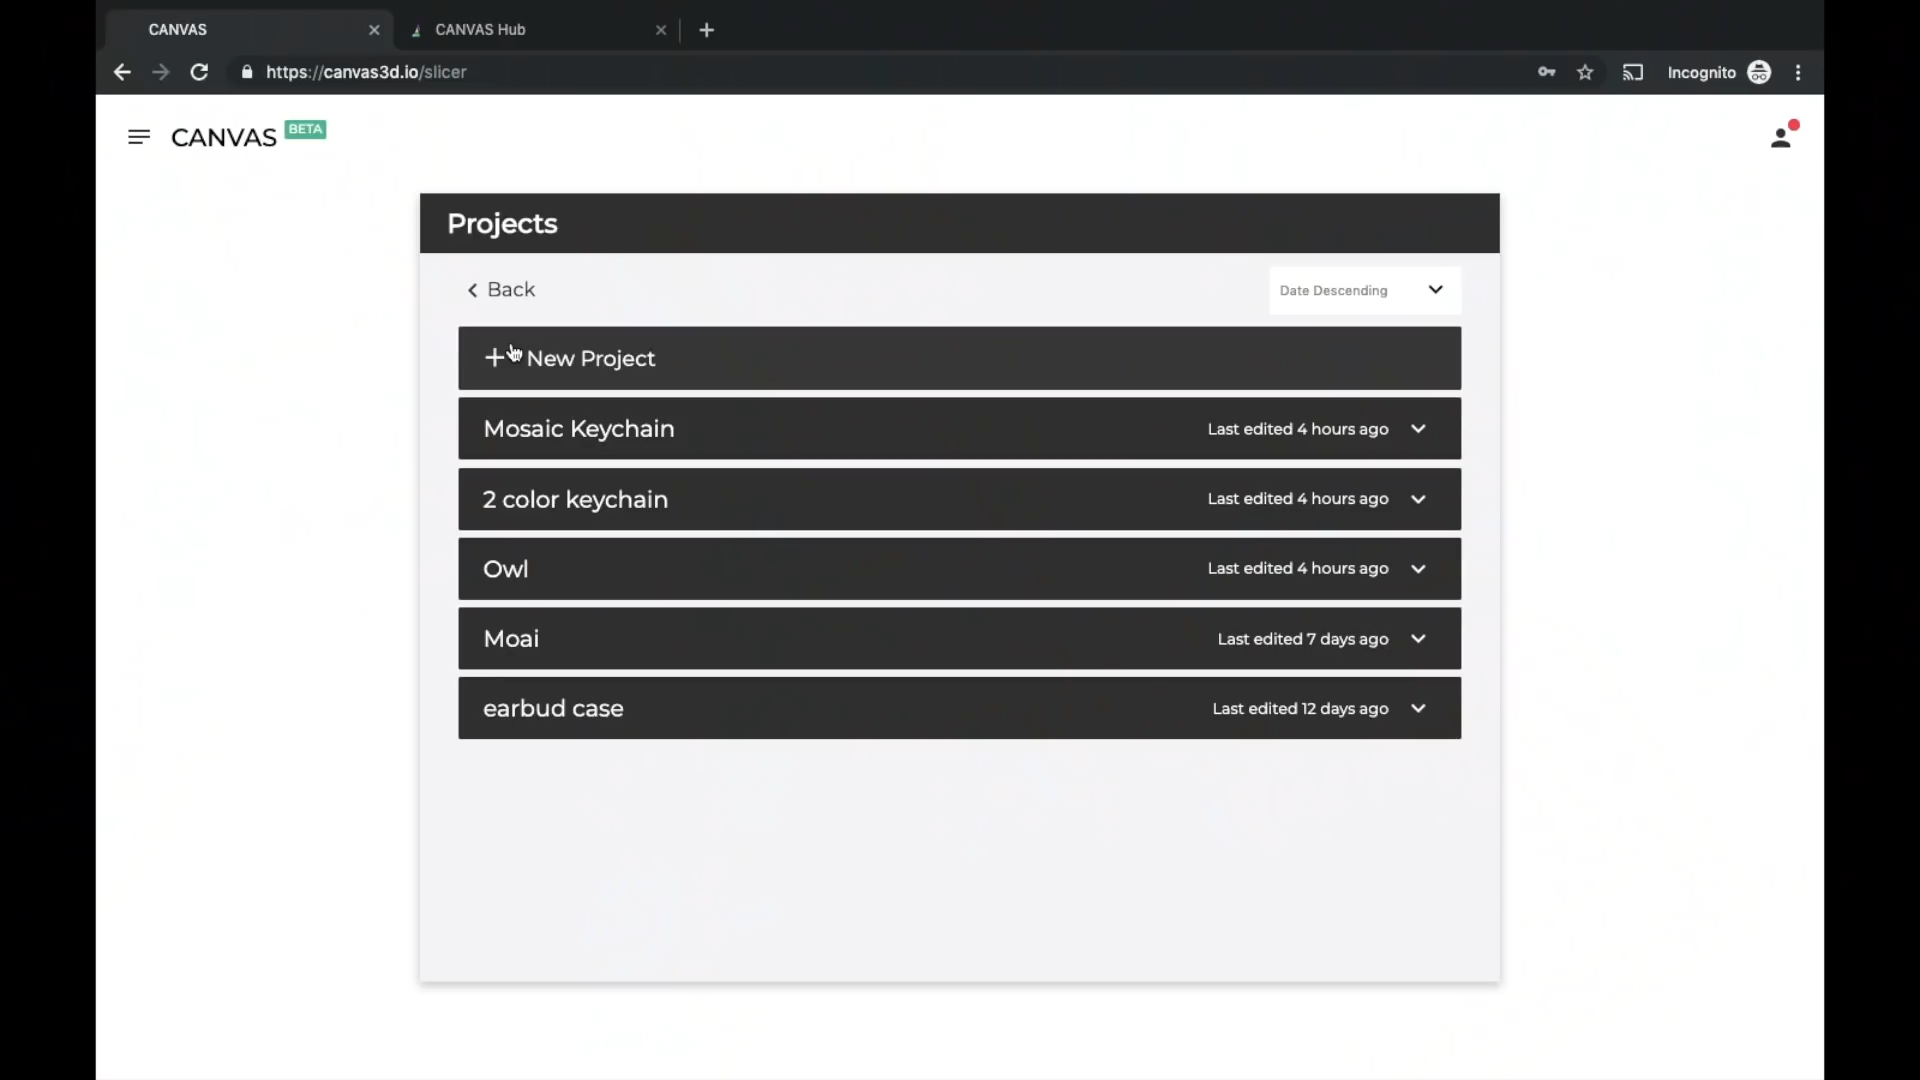 CANVAS
CANVAS Hub
https://canvas3d.io/slicer
Incognito
CANVAS BETA
Projects
Back
Date Descending
New Project
Mosaic Keychain
Last edited 4 hours ago
2 color keychain
Last edited 4 hours ago
Owl
Last edited 4 hours ago
Moai
Last edited 7 days ago
earbud case
Last edited 12 days ago